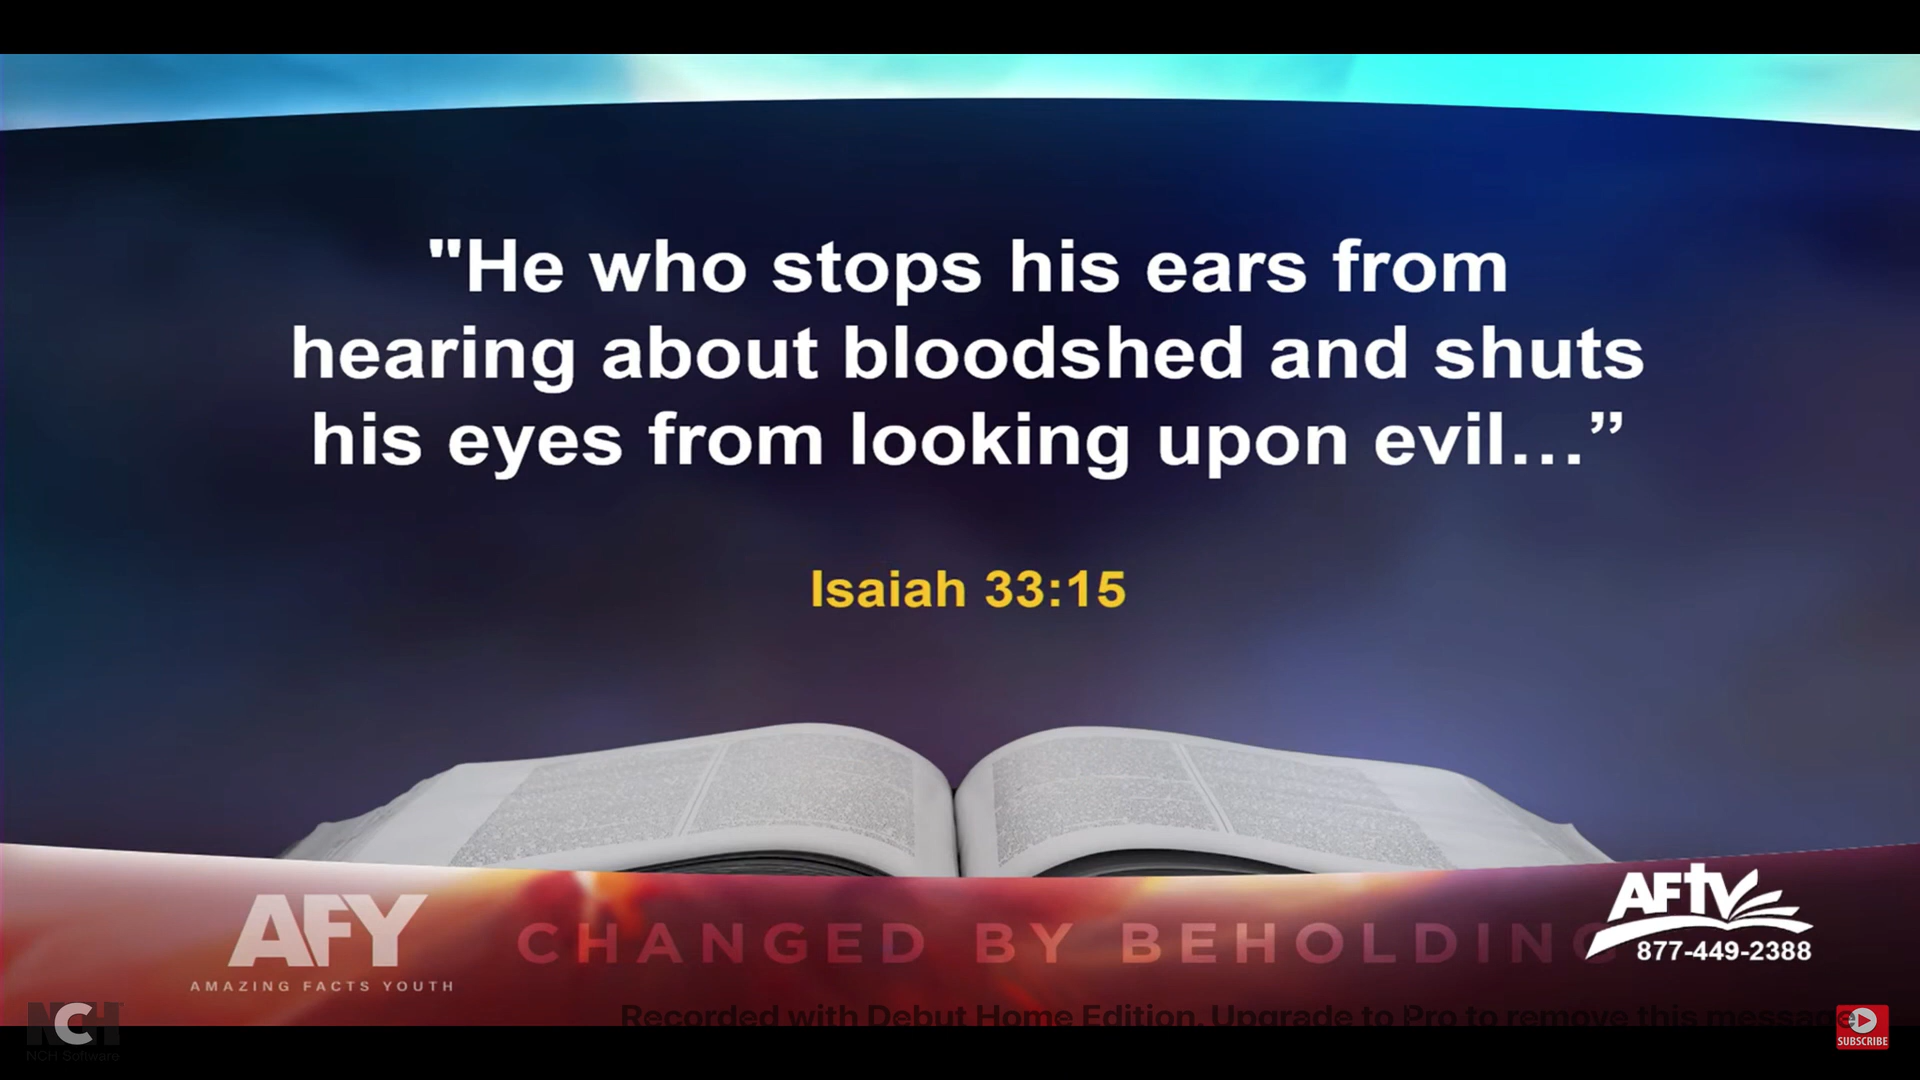 "He who stops his ears from
hearing about bloodshed and shuts
his eyes from looking upon evil…”
Isaiah 33:15
AFY
AMAZING FACTS YOUTH
CHANGED BY BEHOLDING
AFTV
877-449-2388
Recorded with Debut Home Edition. Upgrade to Pro to remove this message
NCH
NCH Software
SUBSCRIBE